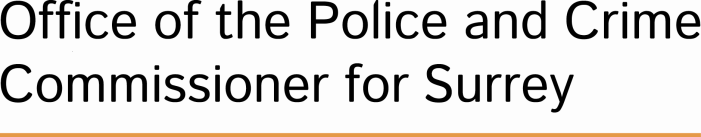 Office of the Police and Crime
Commissioner for Surrey